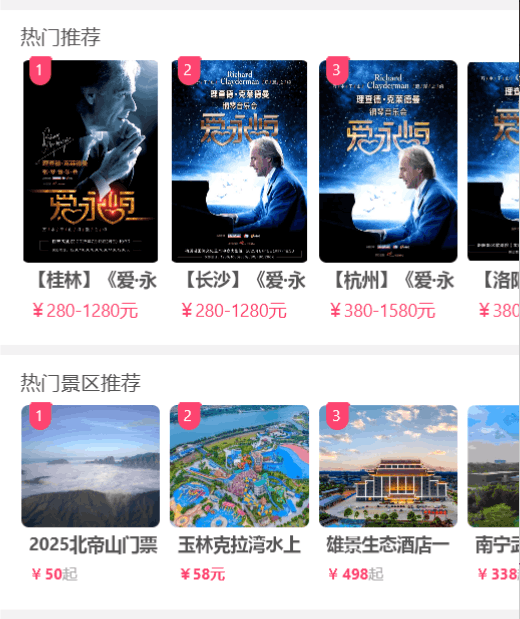 热门推荐
1
2
Richard
Clayderman
理查德·克莱德曼
钢琴音乐会
爱永恒
3
Richard
Clayderman
理查德·克莱德曼
钢琴音乐会
爱永恒
爱永恒
【桂林】《爱·永
【长沙】《爱·永
【杭州】《爱·永
【洛阳
￥280-1280元
￥280-1280元
￥380-1580元
￥380
热门景区推荐
1
2
3
2025北帝山门票
玉林克拉湾水上
雄景生态酒店一
南宁武
￥50起
￥58元
￥498起
￥338